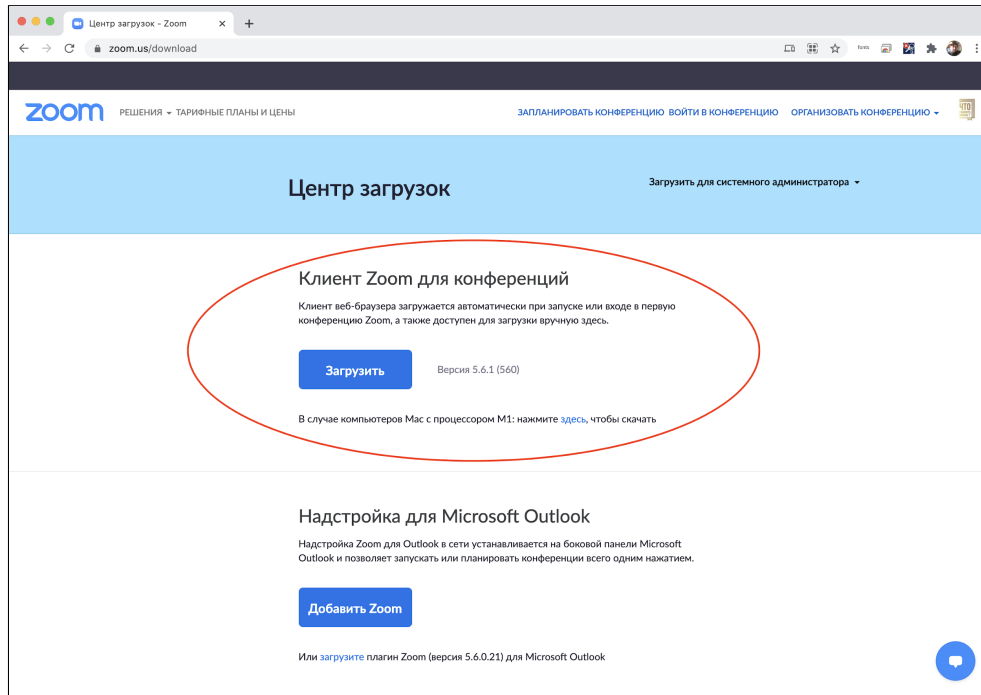 Центр загрузок - Zoom
zoom.us/download
fonts
zoom
РЕШЕНИЯ ТАРИФНЫЕ ПЛАНЫ И ЦЕНЫ
ЗАПЛАНИРОВАТЬ КОНФЕРЕНЦИЮ ВОЙТИ В КОНФЕРЕНЦИЮ ОРГАНИЗОВАТЬ КОНФЕРЕНЦИЮ
Центр загрузок
Загрузить для системного администратора
Клиент Zoom для конференций
Клиент веб-браузера загружается автоматически при запуске или входе в первую
конференцию Zoom, а также доступен для загрузки вручную здесь.
Загрузить
Версия 5.6.1 (560)
В случае компьютеров Mac с процессором M1: нажмите здесь, чтобы скачать
Надстройка для Microsoft Outlook
Надстройка Zoom для Outlook в сети устанавливается на боковой панели Microsoft
Outlook и позволяет запускать или планировать конференции всего одним нажатием.
Добавить Zoom
Или загрузите плагин Zoom (версия 5.6.0.21) для Microsoft Outlook